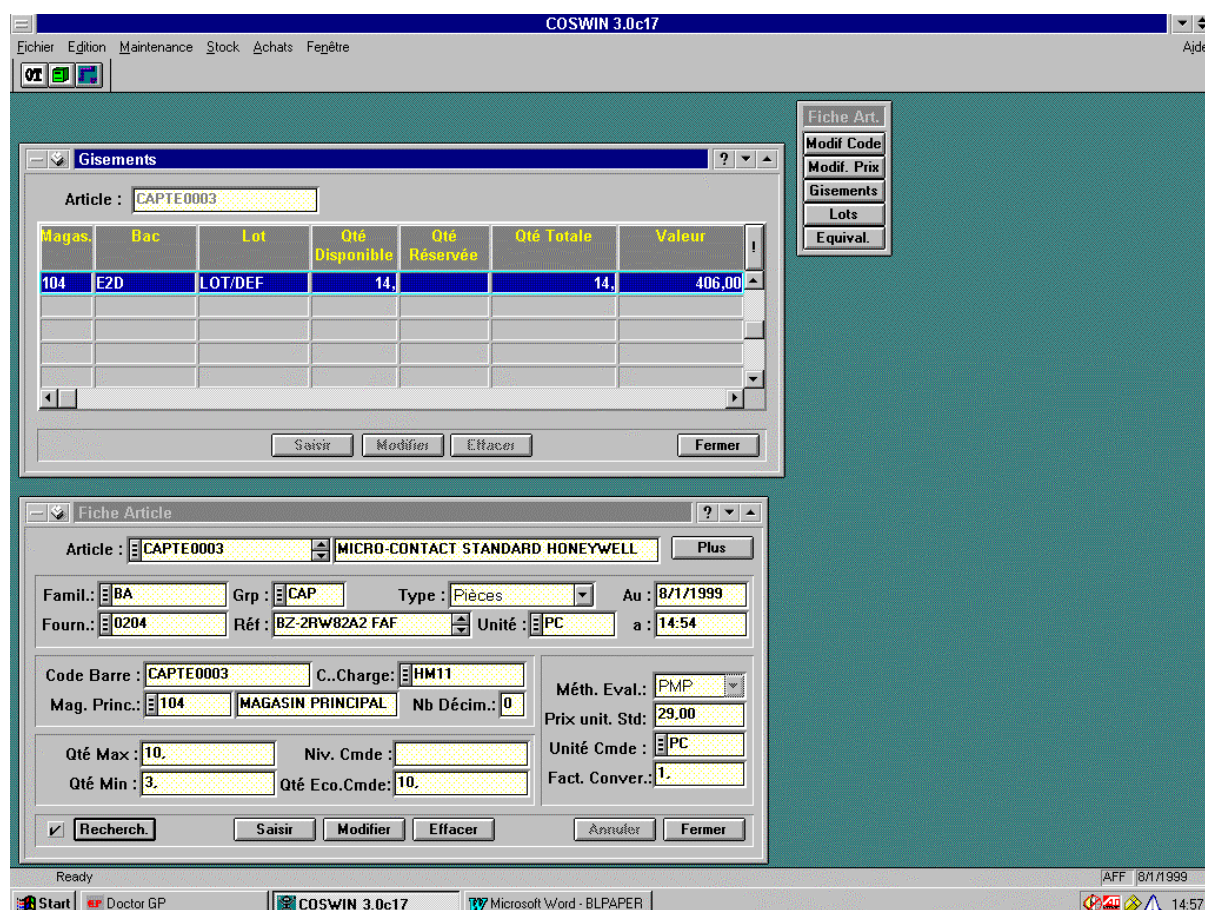 COSWIN 3.0c17
Fichier Edition Maintenance Stock Achats Fenêtre Ajde
OT
Fiche Art.
Modif Code
Modif. Prix
Gisements
Lots
Equival.
Gisements ?
Article : CAPTE0003
Magas. Bac Lot Qté Disponible Qté Réservée Qté Totale Valeur !
104 E2D LOT/DEF 14, 14, 406,00
Saisir Modifier Effacer Fermer
Fiche Article ?
Article : CAPTE0003 MICRO-CONTACT STANDARD HONEYWELL Plus
Famil.: BA Grp : CAP Type : Pièces Au : 8/1/1999
Fourn.: 0204 Réf : BZ-2RW82A2 FAF Unité : PC a : 14:54
Code Barre : CAPTE0003 C..Charge: HM11
Mag. Princ.: 104 MAGASIN PRINCIPAL Nb Décim.: 0
Méth. Eval.: PMP
Prix unit. Std: 29,00
Unité Cmde : PC
Fact. Conver.: 1,
Qté Max : 10, Niv. Cmde :
Qté Min : 3, Qté Eco.Cmde: 10,
Recherch. Saisir Modifier Effacer Annuler Fermer
Ready AFF 8/1/1999
Start Doctor GP COSWIN 3.0c17 Microsoft Word - BLPAPER 14:57